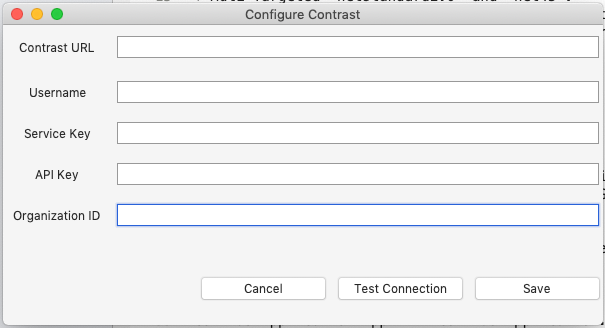 Configure Contrast
Contrast URL
Username
Service Key
API Key
Organization ID
Cancel Test Connection Save